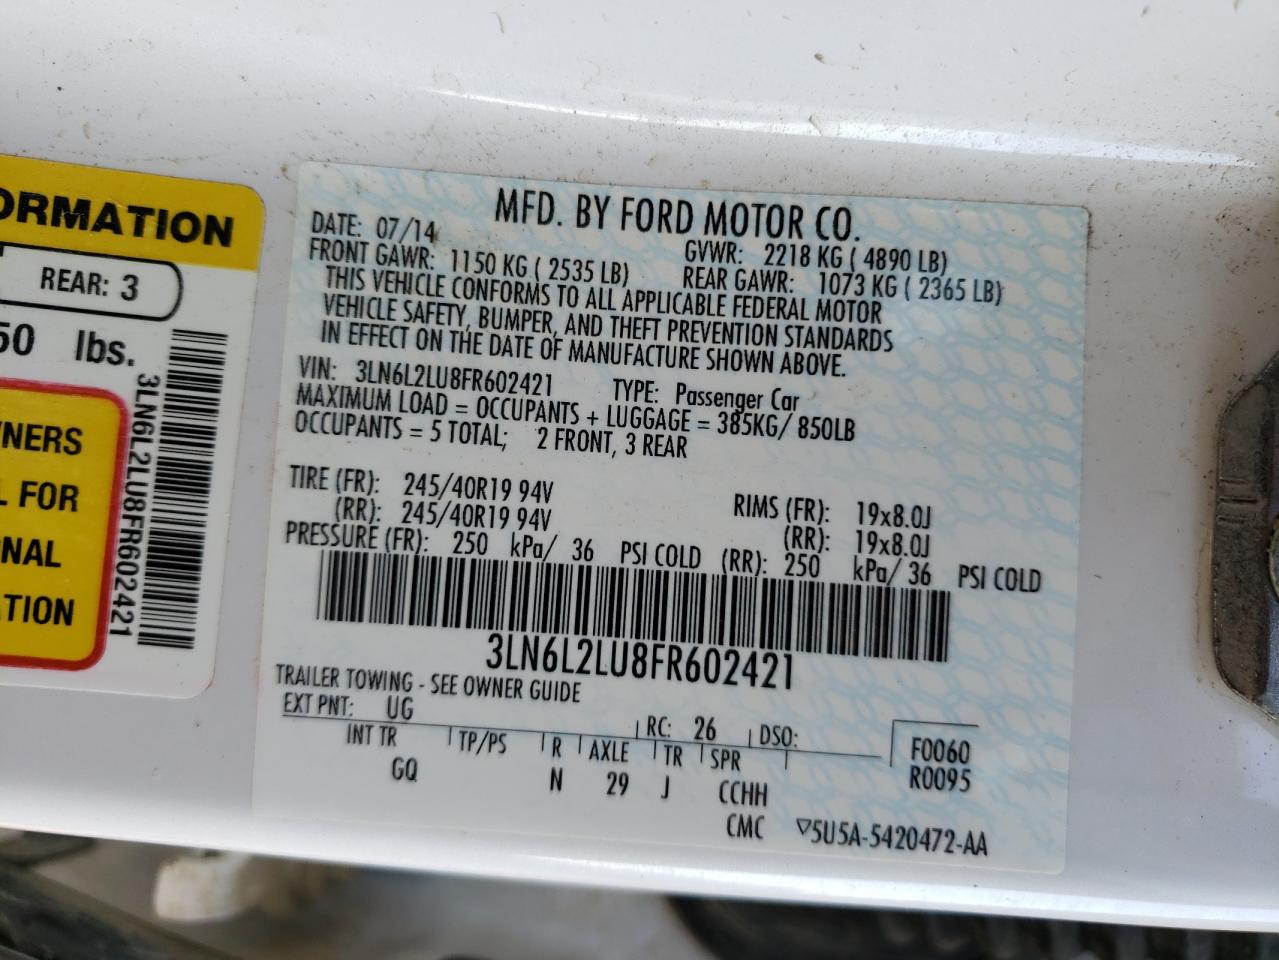 ORMATION
REAR: 3
50 lbs.
WNERS
L FOR
ONAL
ATION
3LN6L2LU8FR602421
MFD. BY FORD MOTOR CO.
DATE: 07/14 GVWR: 2218 KG ( 4890 LB)
FRONT GAWR: 1150 KG ( 2535 LB) REAR GAWR: 1073 KG ( 2365 LB)
THIS VEHICLE CONFORMS TO ALL APPLICABLE FEDERAL MOTOR
VEHICLE SAFETY, BUMPER, AND THEFT PREVENTION STANDARDS
IN EFFECT ON THE DATE OF MANUFACTURE SHOWN ABOVE.
VIN: 3LN6L2LU8FR602421 TYPE: Passenger Car
MAXIMUM LOAD = OCCUPANTS + LUGGAGE = 385KG/ 850LB
OCCUPANTS = 5 TOTAL; 2 FRONT, 3 REAR
TIRE (FR): 245/40R19 94V RIMS (FR): 19x8.0J
(RR): 245/40R19 94V (RR): 19x8.0J
PRESSURE (FR): 250 kPa/ 36 PSI COLD (RR): 250 kPa/ 36 PSI COLD
3LN6L2LU8FR602421
TRAILER TOWING - SEE OWNER GUIDE
EXT PNT: UG RC: 26 DSO:
INT TR TP/PS R AXLE TR SPR F0060
GQ N 29 J CCHH R0095
CMC 5U5A-5420472-AA